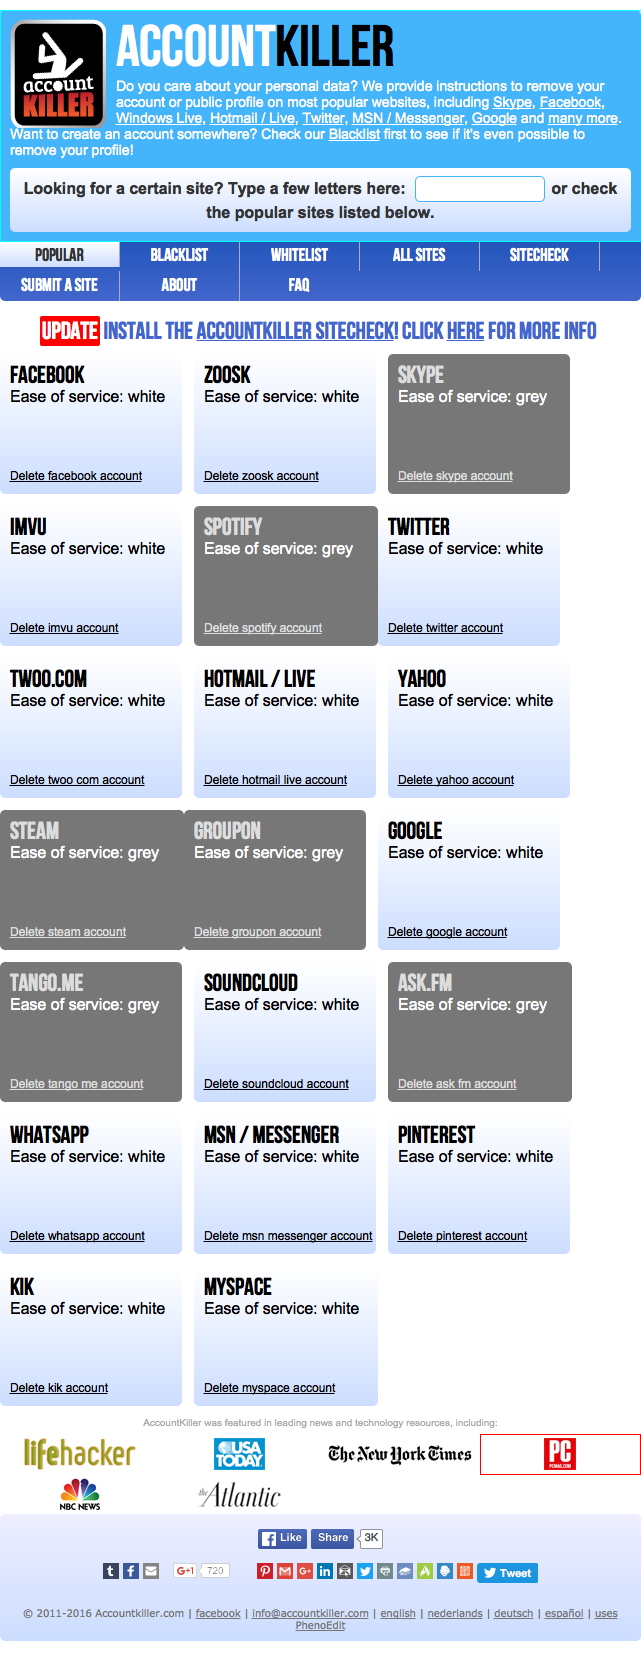 account
KILLER
ACCOUNTKILLER
Do you care about your personal data? We provide instructions to remove your
account or public profile on most popular websites, including Skype, Facebook,
Windows Live, Hotmail / Live, Twitter, MSN / Messenger, Google and many more.
Want to create an account somewhere? Check our Blacklist first to see if it's even possible to
remove your profile!
Looking for a certain site? Type a few letters here: or check
the popular sites listed below.
POPULAR BLACKLIST WHITELIST ALL SITES SITECHECK
SUBMIT A SITE ABOUT FAQ
UPDATE INSTALL THE ACCOUNTKILLER SITECHECK! CLICK HERE FOR MORE INFO
FACEBOOK ZOOSK SKYPE
Ease of service: white Ease of service: white Ease of service: grey
Delete facebook account Delete zoosk account Delete skype account
IMVU SPOTIFY TWITTER
Ease of service: white Ease of service: grey Ease of service: white
Delete imvu account Delete spotify account Delete twitter account
TWOO.COM HOTMAIL / LIVE YAHOO
Ease of service: white Ease of service: white Ease of service: white
Delete twoo com account Delete hotmail live account Delete yahoo account
STEAM GROUPON GOOGLE
Ease of service: grey Ease of service: grey Ease of service: white
Delete steam account Delete groupon account Delete google account
TANGO.ME SOUNDCLOUD ASK.FM
Ease of service: grey Ease of service: white Ease of service: grey
Delete tango me account Delete soundcloud account Delete ask fm account
WHATSAPP MSN / MESSENGER PINTEREST
Ease of service: white Ease of service: white Ease of service: white
Delete whatsapp account Delete msn messenger account Delete pinterest account
KIK MYSPACE
Ease of service: white Ease of service: white
Delete kik account Delete myspace account
AccountKiller was featured in leading news and technology resources, including:
lifehacker USA TODAY The New York Times PC PCMAG.COM
NBC NEWS the Atlantic
Like Share 3K
G+1 720 Tweet
© 2011-2016 Accountkiller.com | facebook | info@accountkiller.com | english | nederlands | deutsch | español | uses
PhenoEdit